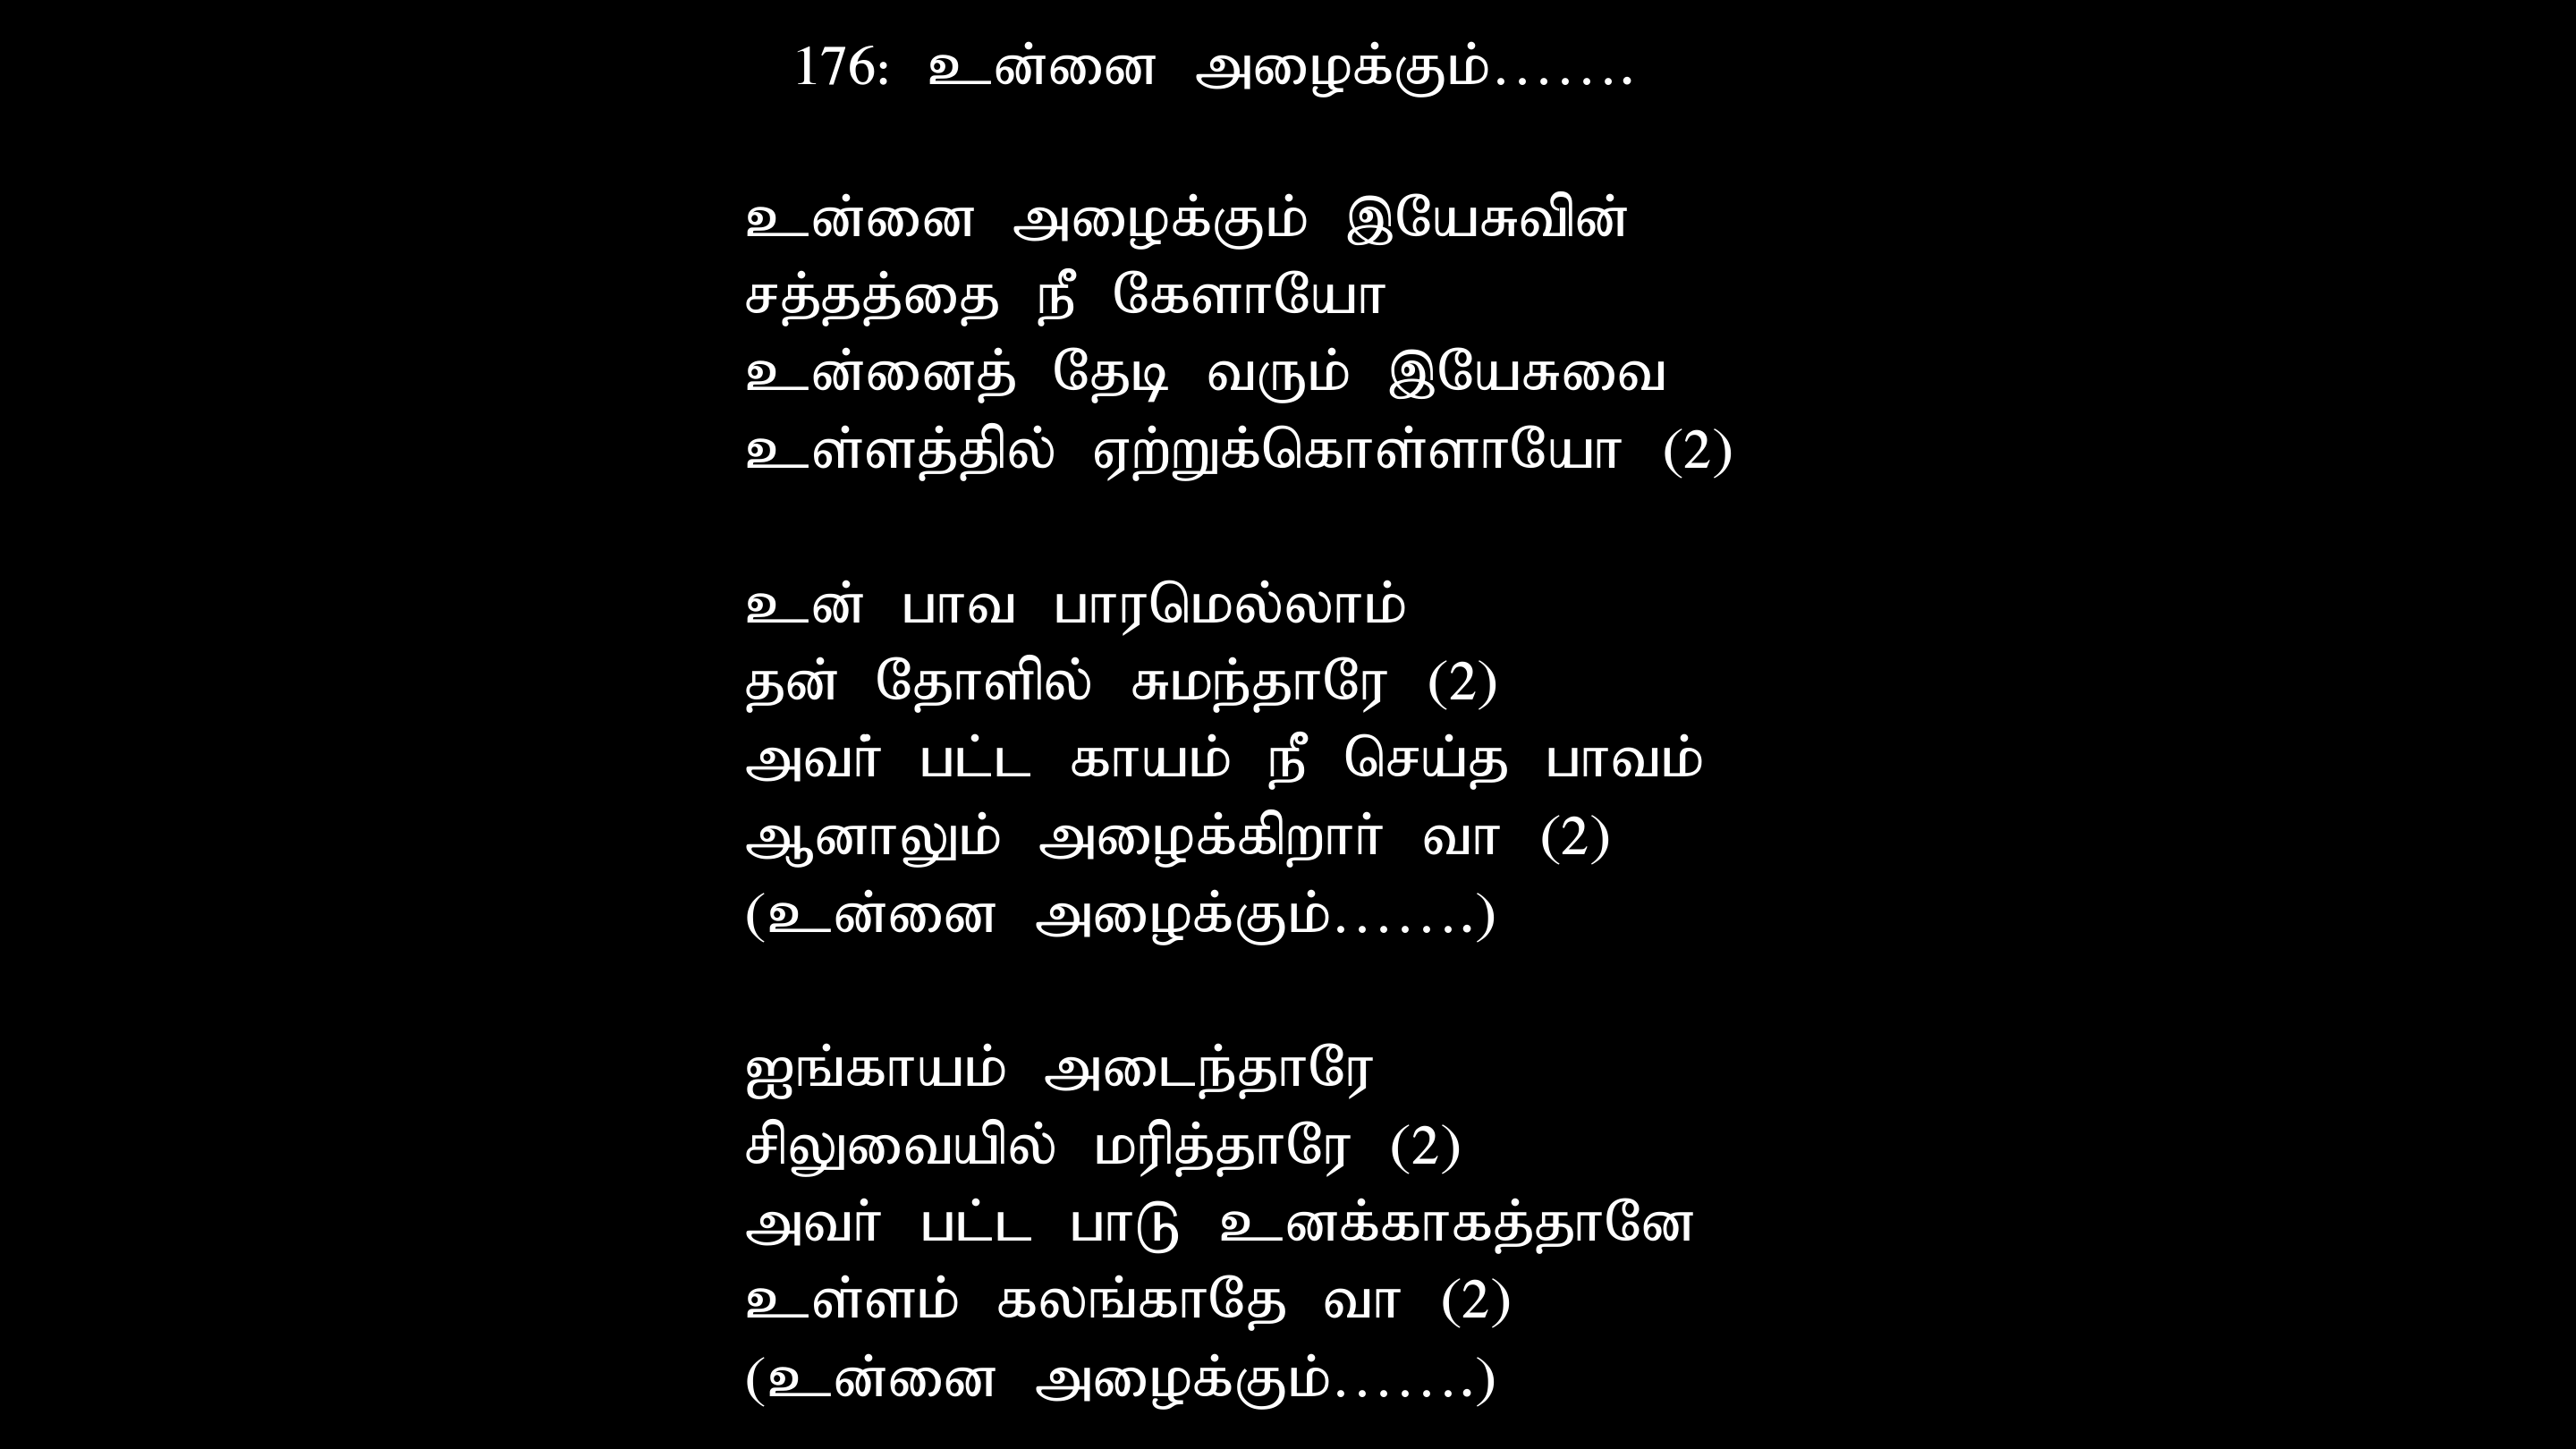 176: உன்னை அழைக்கும்.......
உன்னை அழைக்கும் இயேசுவின்
சத்தத்தை நீ கேளாயோ
உன்னைத் தேடி வரும் இயேசுவை
உள்ளத்தில் ஏற்றுக்கொள்ளாயோ (2)
உன் பாவ பாரமெல்லாம்
தன் தோளில் சுமந்தாரே (2)
அவர் பட்ட காயம் நீ செய்த பாவம்
ஆனாலும் அழைக்கிறார் வா (2)
(உன்னை அழைக்கும்.......)
ஐங்காயம் அடைந்தாரே
சிலுவையில் மரித்தாரே (2)
அவர் பட்ட பாடு உனக்காகத்தானே
உள்ளம் கலங்காதே வா (2)
(உன்னை அழைக்கும்.......)